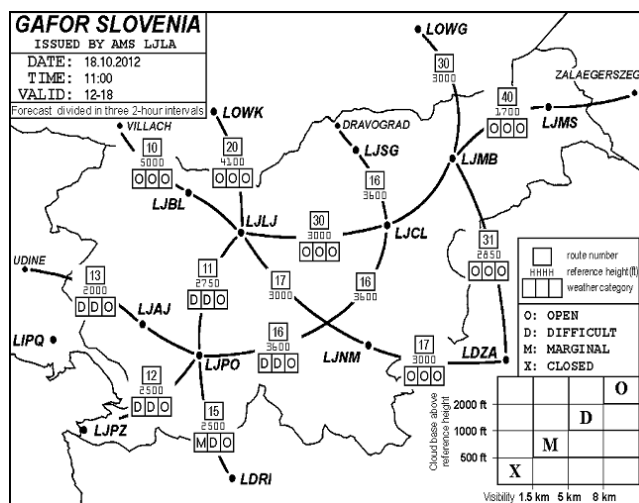 GAFOR SLOVENIA
ISSUED BY AMS LJLA
DATE: 18.10.2012
TIME: 11:00
VALID: 12-18
Forecast divided in three 2-hour intervals
LOWG
30
3000
ZALAEGERSZEG
40
1700
OOO
LJMS
VILLACH
LOWK
DRAVOGRAD
10
5000
OOO
20
4100
OOO
LJSG
LJMB
16
3600
LJBL
LJLJ
30
3000
OOO
LJCL
31
2850
OOO
UDINE
13
2000
DDO
11
2750
DDO
17
3000
16
3600
LJAJ
LIPQ
LJPO
16
3600
DDO
LJNM
17
3000
OOO
LDZA
12
2500
DDO
LJPZ
15
2500
MDO
LDRI
route number
HHHH reference height(ft)
weather category
O: OPEN
D: DIFFICULT
M: MARGINAL
X: CLOSED
Cloud base above
reference height
2000 ft
1000 ft
500 ft
O
D
M
X
Visibility 1.5 km 5 km 8 km